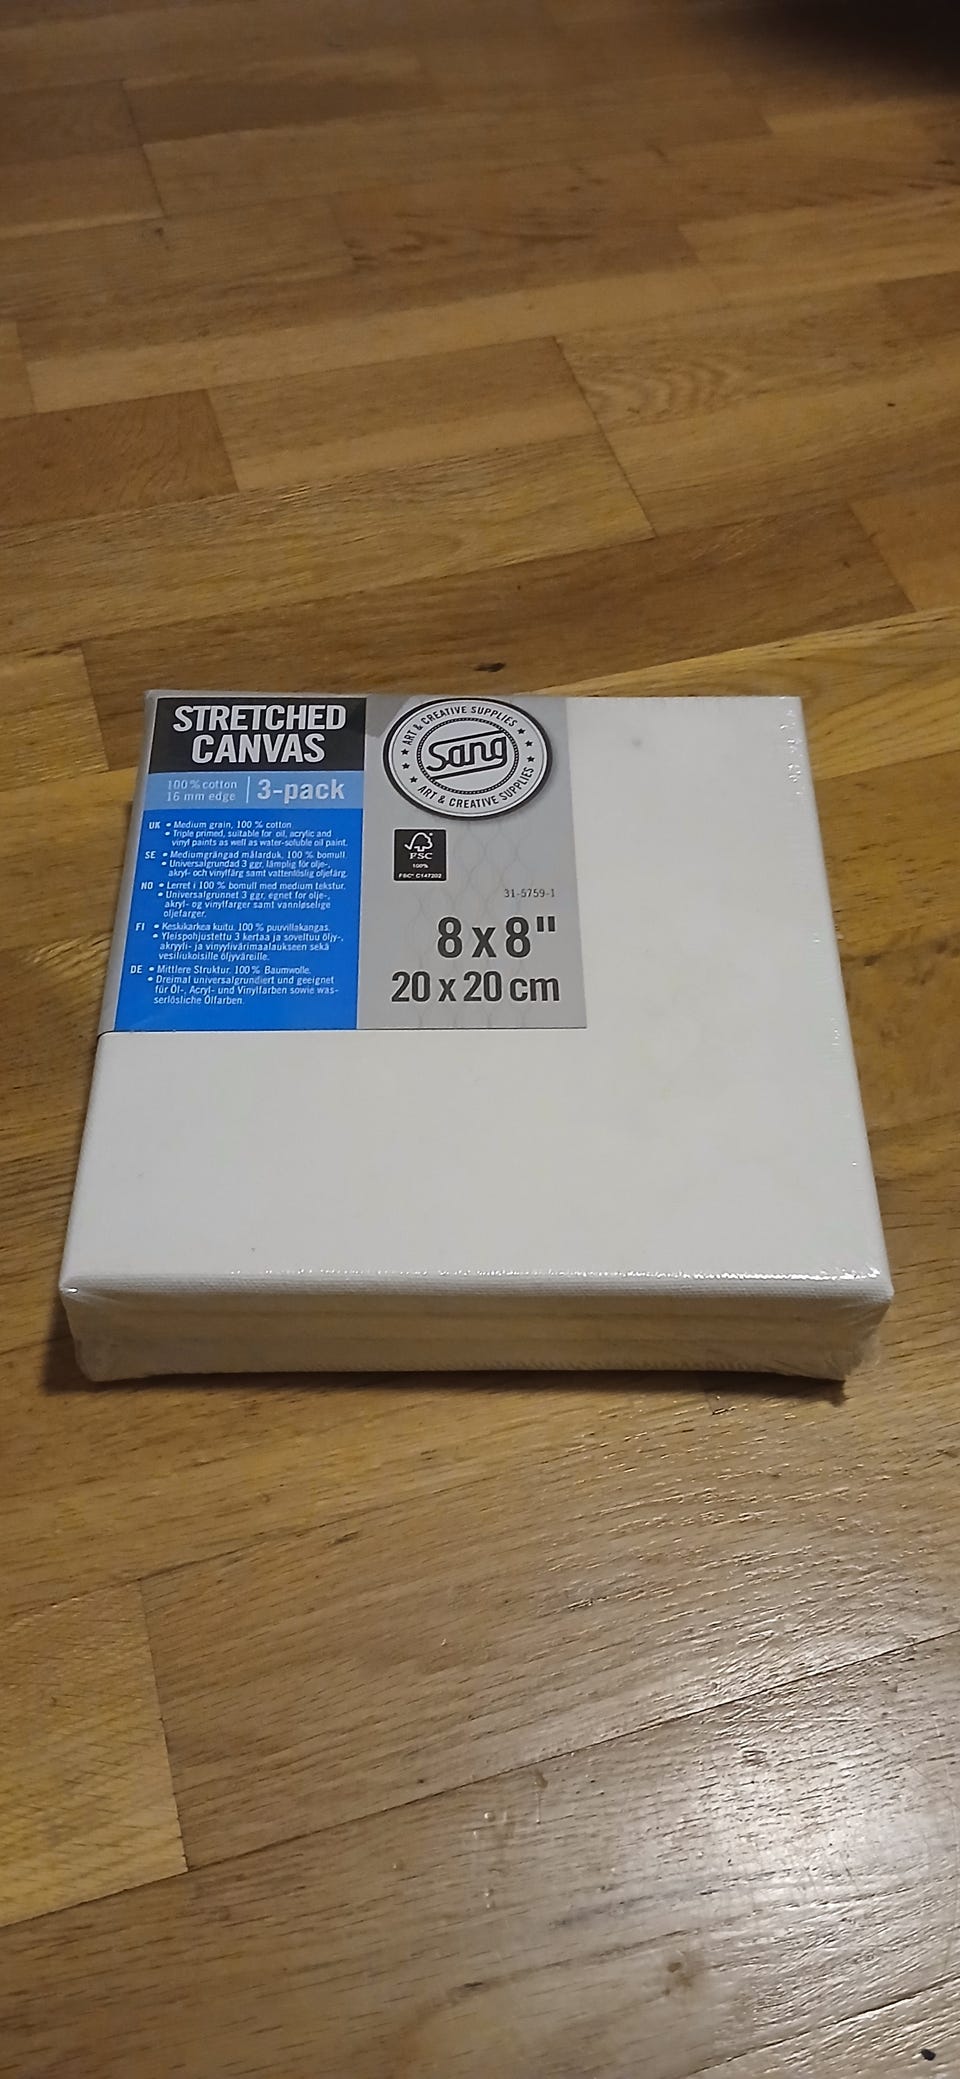 STRETCHED
CANVAS
100% cotton
16 mm edge
3-pack
UK • Medium grain, 100 % cotton
• Triple primed, suitable for oil, acrylic and
vinyl paints as well as water-soluble oil paint.
SE • Mediumgrängad målarduk, 100 % bomull.
• Universalgrundad 3 ggr, lämplig för olje-,
akryl- och vinylfärg samt vattenlöslig oljefärg.
NO • Lerret i 100 % bomull med medium tekstur.
• Universalgrunnet 3 ggr, egnet for olje-,
akryl- og vinylfarger samt vannløselige
oljefarger.
FI • Keskikarkea kuitu. 100 % puuvillakangas.
• Yleispohjustettu 3 kertaa ja soveltuu öljy-,
akryyli- ja vinyylivärimaalaukseen sekä
vesiliukoisille öljyväreille.
DE • Mittlere Struktur. 100 % Baumwolle.
• Dreimal universalgrundiert und geeignet
für Öl-, Acryl- und Vinylfarben sowie was-
serlösliche Ölfarben.
ART & CREATIVE SUPPLIES
Sang
ART & CREATIVE SUPPLIES
FSC
100%
FSC® C147202
31-5759-1
8 x 8"
20 x 20 cm